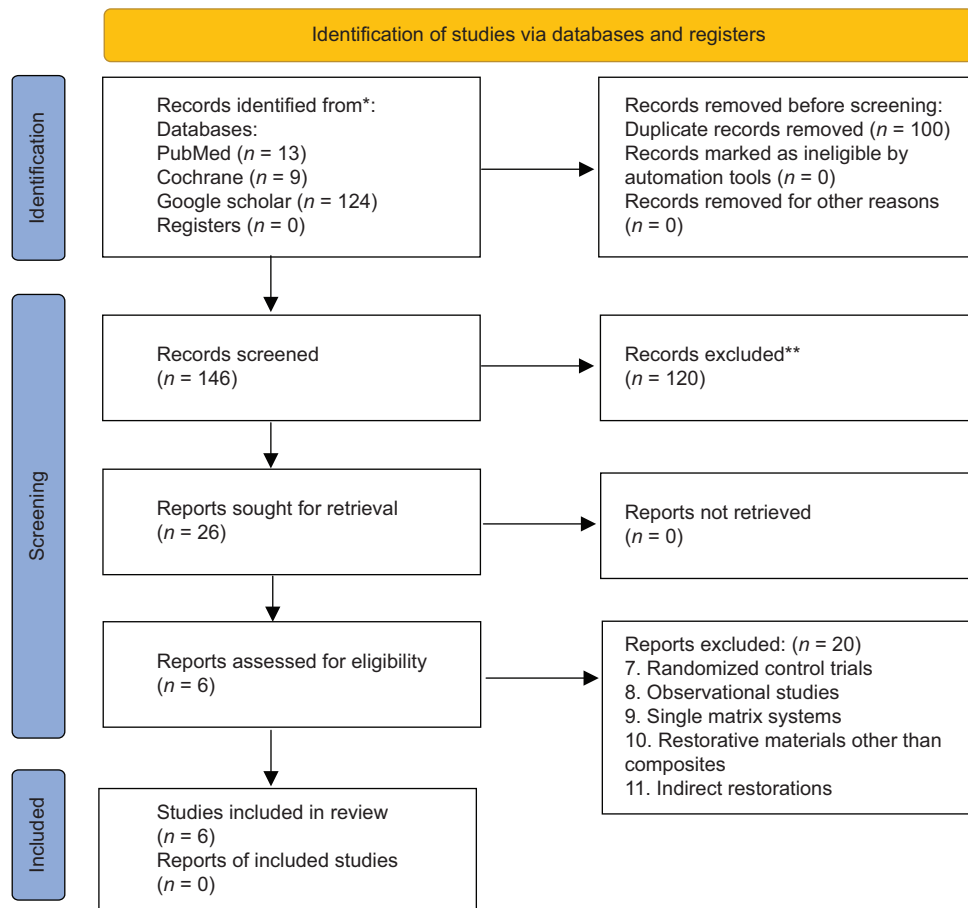 Identification of studies via databases and registers
Identification
Records identified from*:
Databases:
PubMed (n = 13)
Cochrane (n = 9)
Google scholar (n = 124)
Registers (n = 0)
Records removed before screening:
Duplicate records removed (n = 100)
Records marked as ineligible by
automation tools (n = 0)
Records removed for other reasons
(n = 0)
Screening
Records screened
(n = 146)
Records excluded**
(n = 120)
Reports sought for retrieval
(n = 26)
Reports not retrieved
(n = 0)
Reports assessed for eligibility
(n = 6)
Reports excluded: (n = 20)
7. Randomized control trials
8. Observational studies
9. Single matrix systems
10. Restorative materials other than
composites
11. Indirect restorations
Included
Studies included in review
(n = 6)
Reports of included studies
(n = 0)